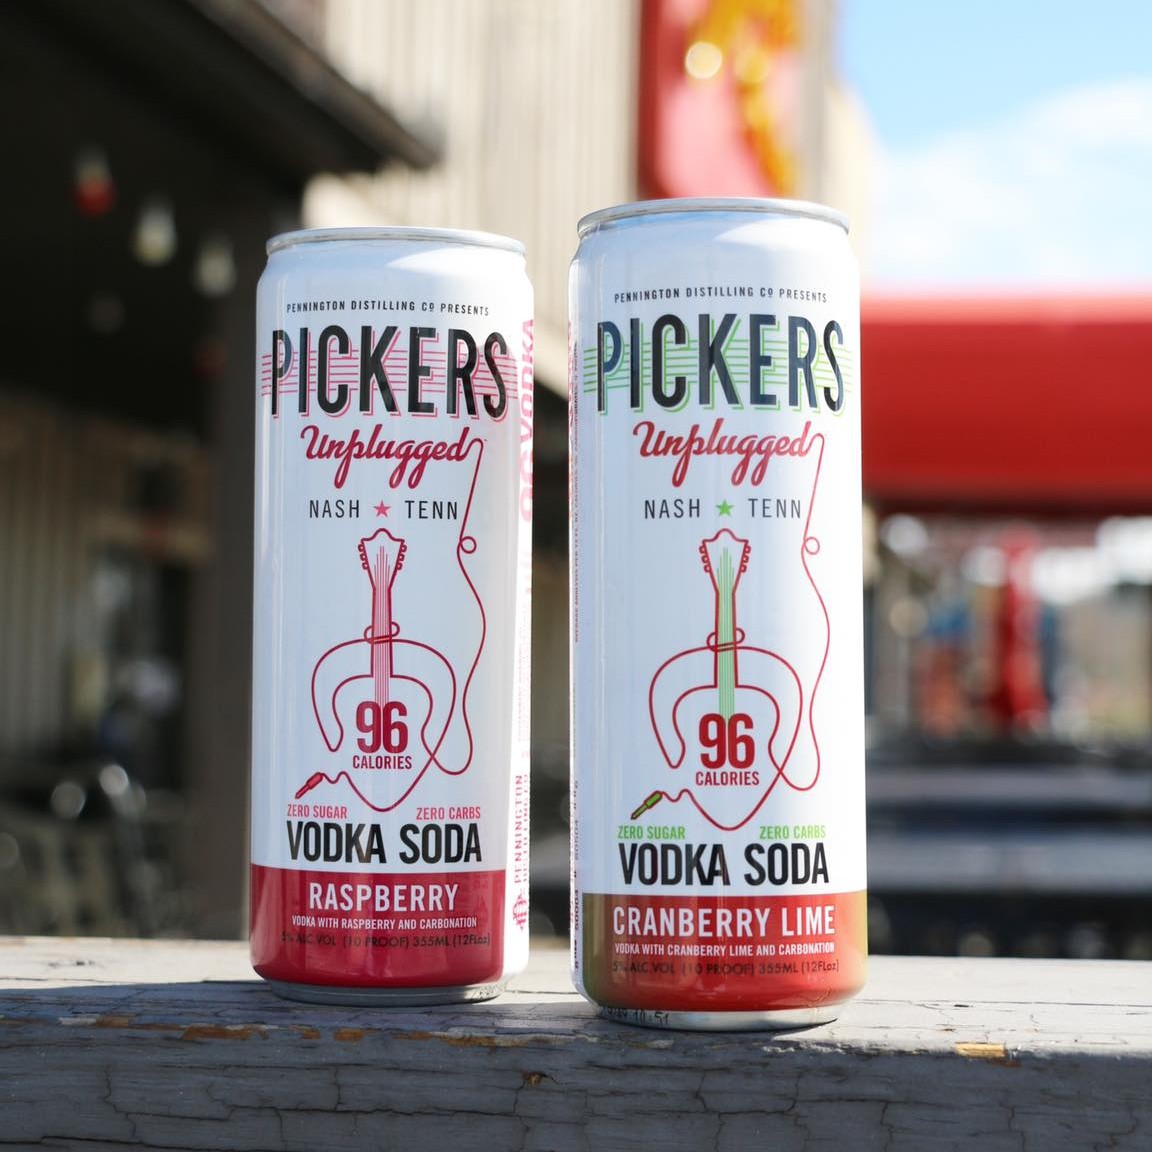 PENNINGTON DISTILLING Cº PRESENTS
PICKERS
Unplugged
NASH ★ TENN
96
CALORIES
ZERO SUGAR ZERO CARBS
VODKA SODA
RASPBERRY
VODKA WITH RASPBERRY AND CARBONATION
5% ALC VOL (10 PROOF) 355ML (12FLoz)
PENNINGTON
PENNINGTON DISTILLING Cº PRESENTS
PICKERS
Unplugged
NASH ★ TENN
96
CALORIES
ZERO SUGAR ZERO CARBS
VODKA SODA
CRANBERRY LIME
VODKA WITH CRANBERRY LIME AND CARBONATION
5% ALC VOL (10 PROOF) 355ML (12FLoz)